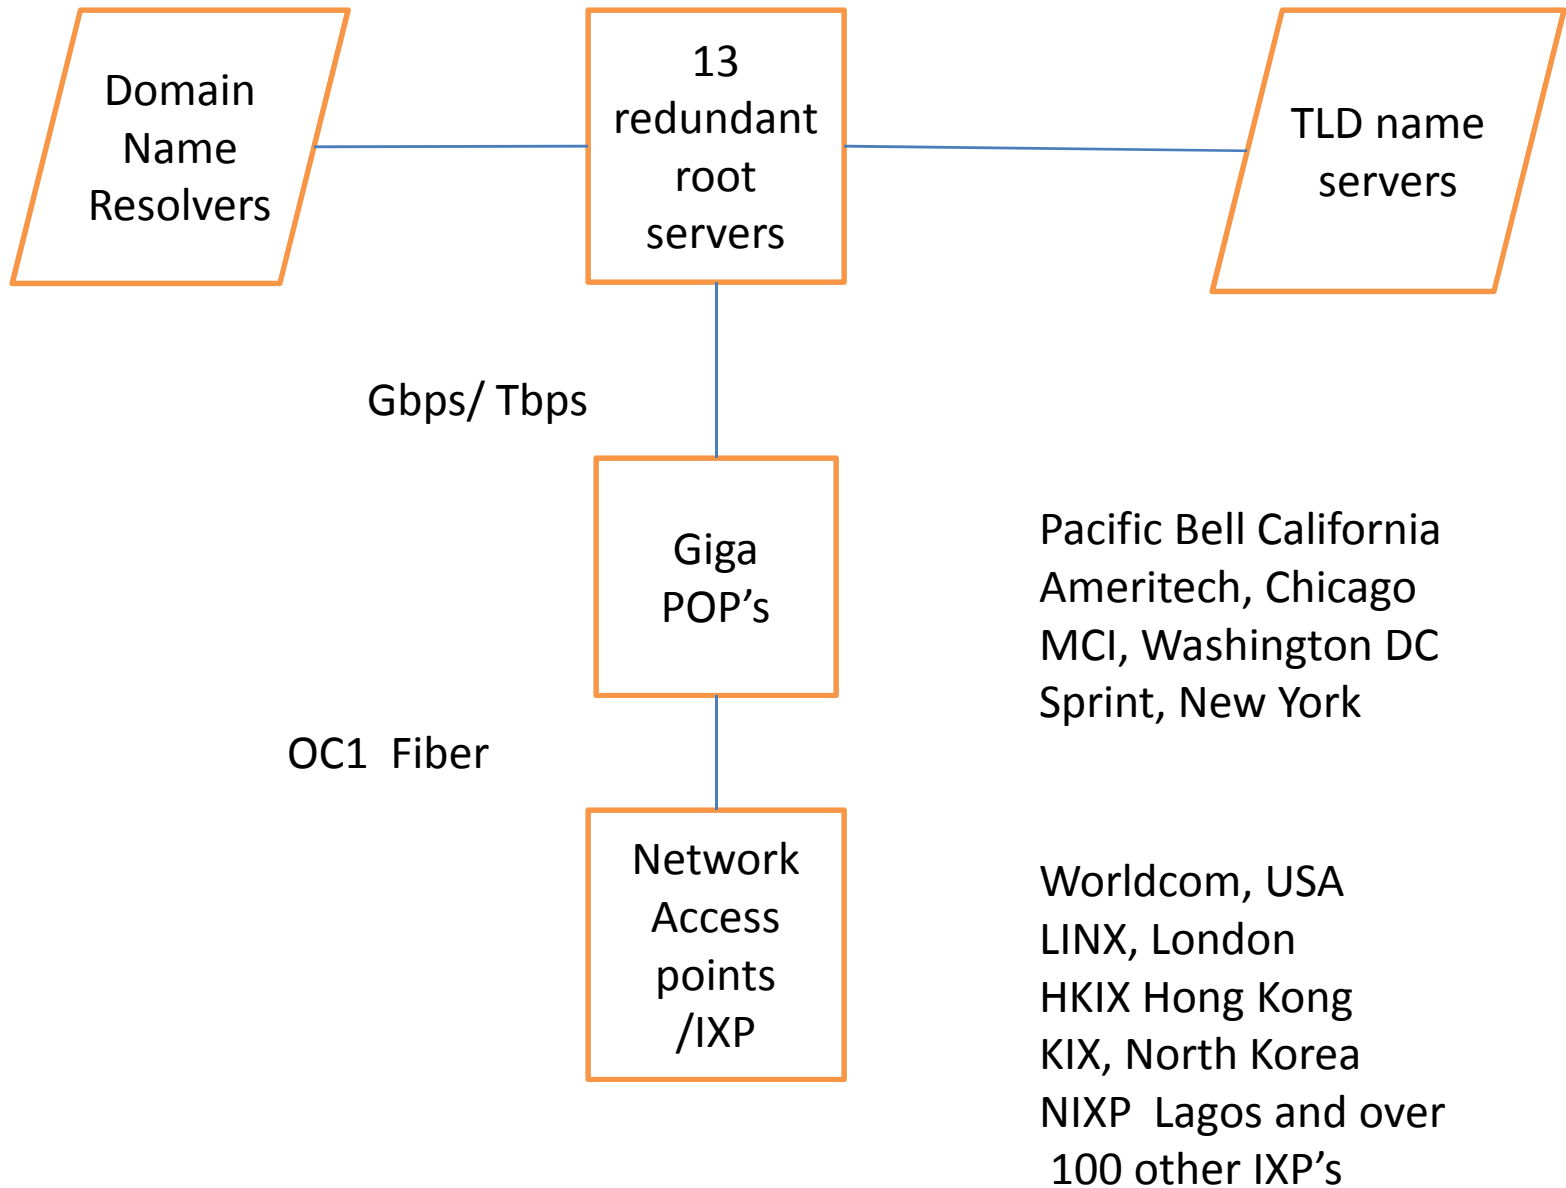 Domain
Name
Resolvers
13
redundant
root
servers
TLD name
servers
Gbps/ Tbps
Giga
POP’s
Pacific Bell California
Ameritech, Chicago
MCI, Washington DC
Sprint, New York
OC1  Fiber
Network
Access
points
/IXP
Worldcom, USA
LINX, London
HKIX Hong Kong
KIX, North Korea
NIXP  Lagos and over
100 other IXP’s